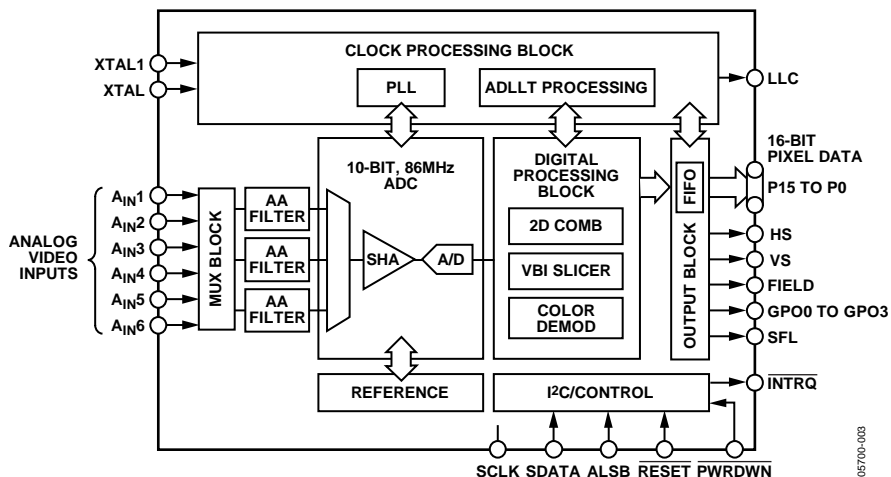 CLOCK PROCESSING BLOCK
XTAL1
XTAL
PLL
ADLLT PROCESSING
LLC
10-BIT, 86MHz
ADC
DIGITAL
PROCESSING
BLOCK
2D COMB
VBI SLICER
COLOR
DEMOD
FIFO
OUTPUT BLOCK
16-BIT
PIXEL DATA
P15 TO P0
HS
VS
FIELD
GPO0 TO GPO3
SFL
INTRQ
ANALOG
VIDEO
INPUTS
AIN1
AIN2
AIN3
AIN4
AIN5
AIN6
MUX BLOCK
AA
FILTER
AA
FILTER
AA
FILTER
SHA
A/D
REFERENCE
I2C/CONTROL
SCLK SDATA ALSB RESET PWRDWN
05700-003